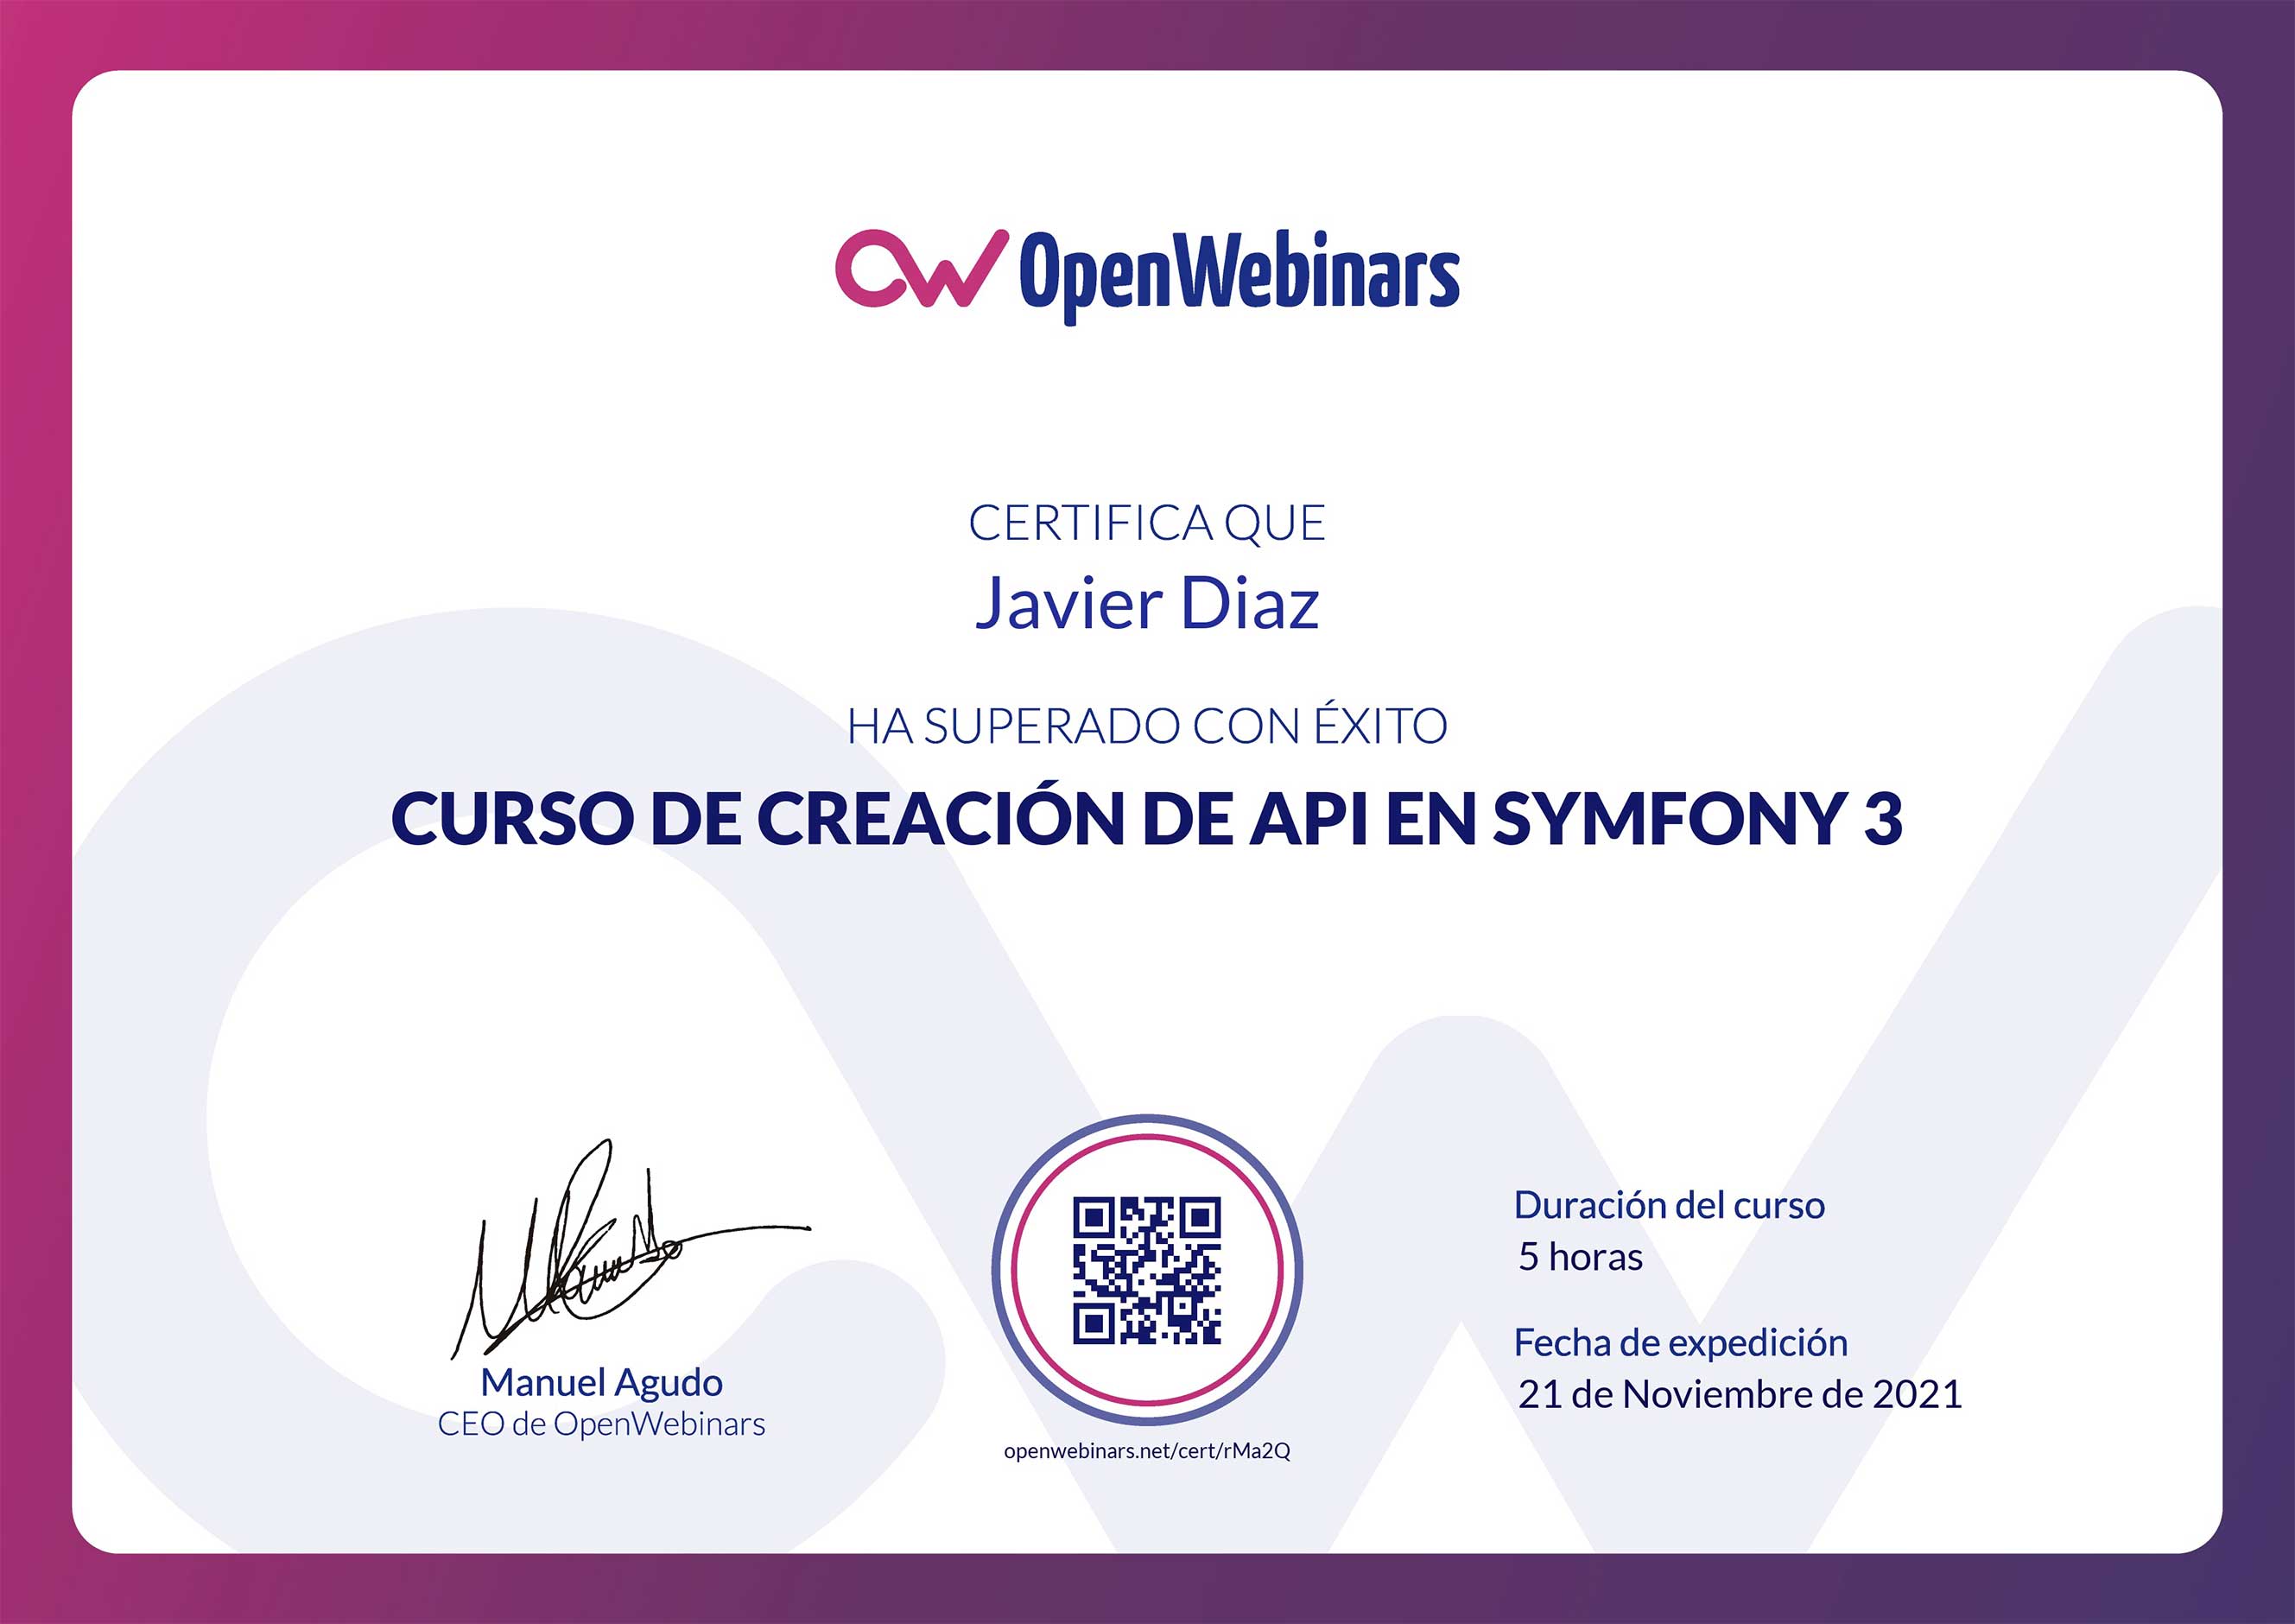 OpenWebinars
CERTIFICA QUE
Javier Diaz
HA SUPERADO CON ÉXITO
CURSO DE CREACIÓN DE API EN SYMFONY 3
Manuel Agudo
CEO de OpenWebinars
openwebinars.net/cert/rMa2Q
Duración del curso
5 horas
Fecha de expedición
21 de Noviembre de 2021